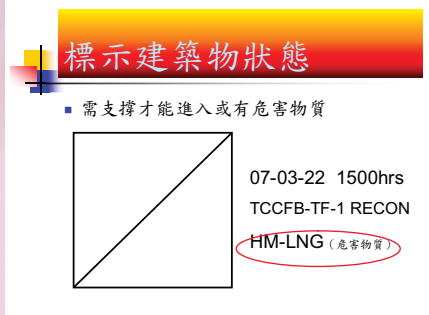 標示建築物狀態
需支撐才能進入或有危害物質
07-03-22 1500hrs
TCCFB-TF-1 RECON
HM-LNG（危害物質）